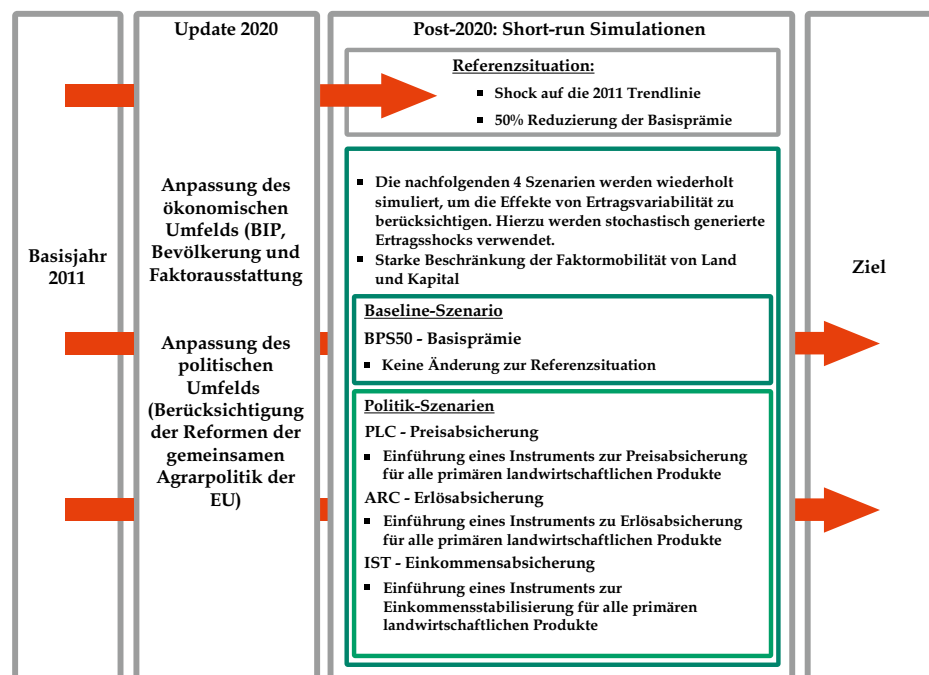 Update 2020
Post-2020: Short-run Simulationen
Referenzsituation:
▪ Shock auf die 2011 Trendlinie
▪ 50% Reduzierung der Basisprämie
Basisjahr
2011
Anpassung des
ökonomischen
Umfelds (BIP,
Bevölkerung und
Faktorausstattung
Anpassung des
politischen
Umfelds
(Berücksichtigung
der Reformen der
gemeinsamen
Agrarpolitik der
EU)
▪ Die nachfolgenden 4 Szenarien werden wiederholt
simuliert, um die Effekte von Ertragsvariabilität zu
berücksichtigen. Hierzu werden stochastisch generierte
Ertragsshocks verwendet.
▪ Starke Beschränkung der Faktormobilität von Land
und Kapital
Baseline-Szenario
BPS50 - Basisprämie
▪ Keine Änderung zur Referenzsituation
Politik-Szenarien
PLC - Preisabsicherung
▪ Einführung eines Instruments zur Preisabsicherung
für alle primären landwirtschaftlichen Produkte
ARC - Erlösabsicherung
▪ Einführung eines Instruments zu Erlösabsicherung
für alle primären landwirtschaftlichen Produkte
IST - Einkommensabsicherung
▪ Einführung eines Instruments zur
Einkommensstabilisierung für alle primären
landwirtschaftlichen Produkte
Ziel